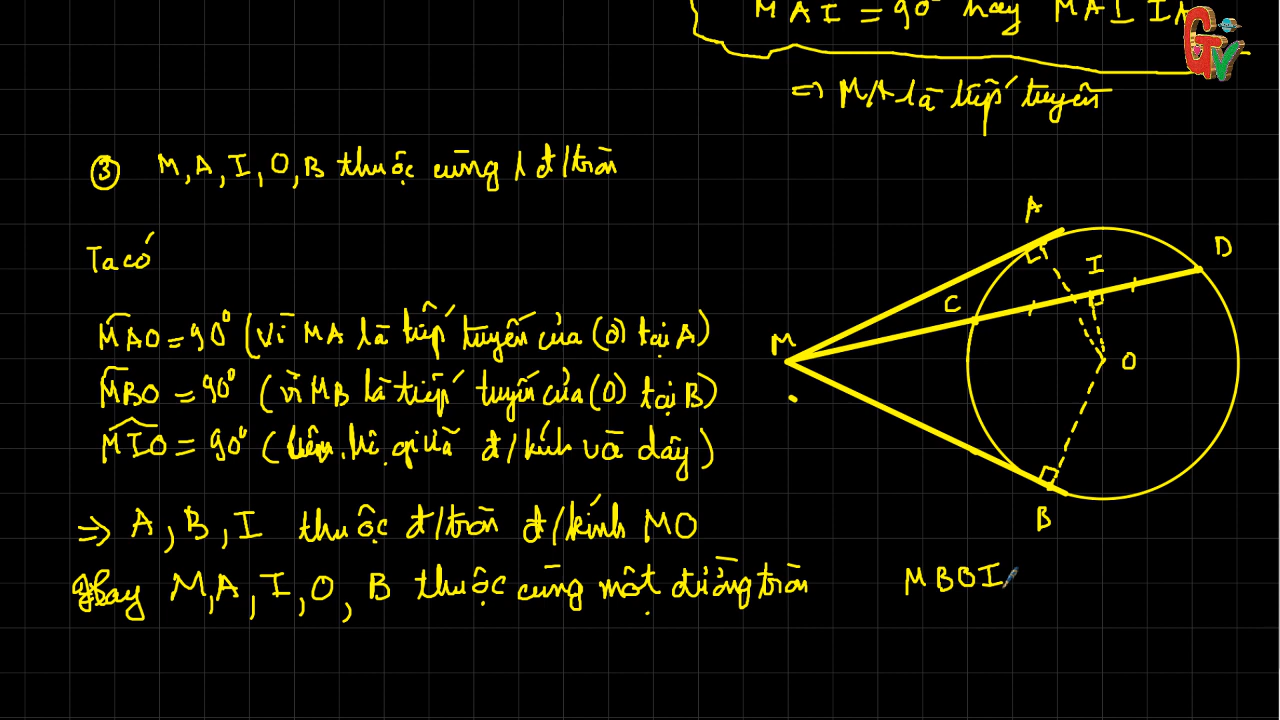 MAI = 90° hay MA⊥ IA
=> MA là tiếp tuyến
③ M, A, I, O, B thuộc cùng 1 đ/tròn
Ta có
MAO = 90° (vì MA là tiếp tuyến của (O) tại A)
MBO = 90° (vì MB là tiếp tuyến của (O) tại B)
MIO = 90° (liên hệ giữa đ/kính và dây)
=> A, B, I thuộc đ/tròn đ/kính MO
Hay M, A, I, O, B thuộc cùng một đường tròn
MBOI
A
D
I
C
M
O
B
GTV